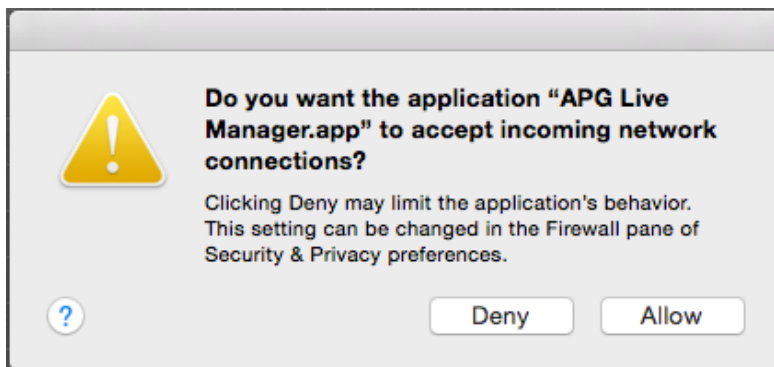 Do you want the application “APG Live
Manager.app” to accept incoming network
connections?
Clicking Deny may limit the application's behavior.
This setting can be changed in the Firewall pane of
Security & Privacy preferences.
?
Deny
Allow